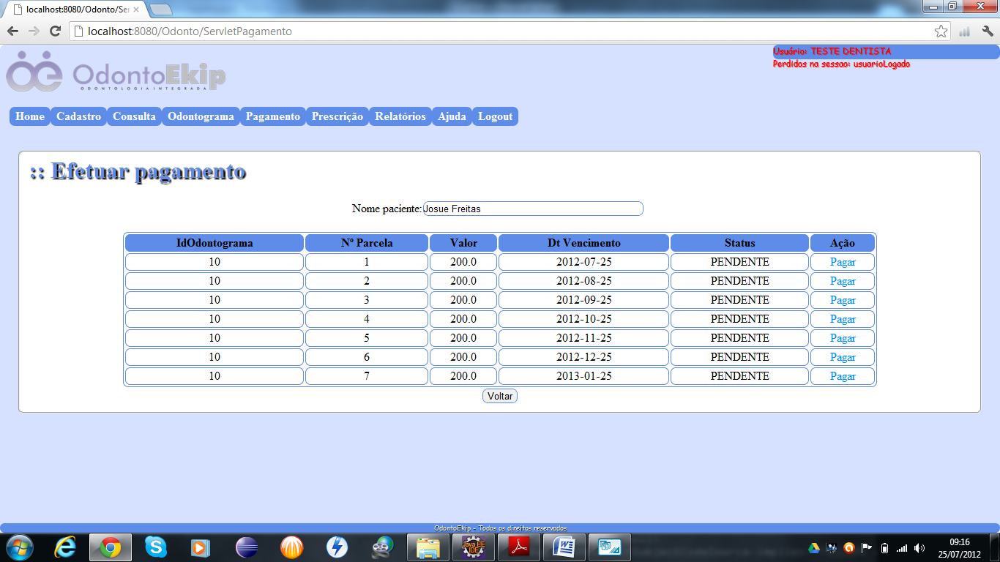 localhost:8080/Odonto/Ser
localhost:8080/Odonto/ServletPagamento
Usuário: TESTE DENTISTA
Perdidos na sessao: usuarioLogado
OdontoEkip
ODONTOLOGIA INTEGRADA
Home Cadastro Consulta Odontograma Pagamento Prescrição Relatórios Ajuda Logout
:: Efetuar pagamento
Nome paciente: Josue Freitas
IdOdontograma Nº Parcela Valor Dt Vencimento Status Ação
10 1 200.0 2012-07-25 PENDENTE Pagar
10 2 200.0 2012-08-25 PENDENTE Pagar
10 3 200.0 2012-09-25 PENDENTE Pagar
10 4 200.0 2012-10-25 PENDENTE Pagar
10 5 200.0 2012-11-25 PENDENTE Pagar
10 6 200.0 2012-12-25 PENDENTE Pagar
10 7 200.0 2013-01-25 PENDENTE Pagar
Voltar
OdontoEkip - Todos os direitos reservados
Java EE
IDE
09:16
25/07/2012